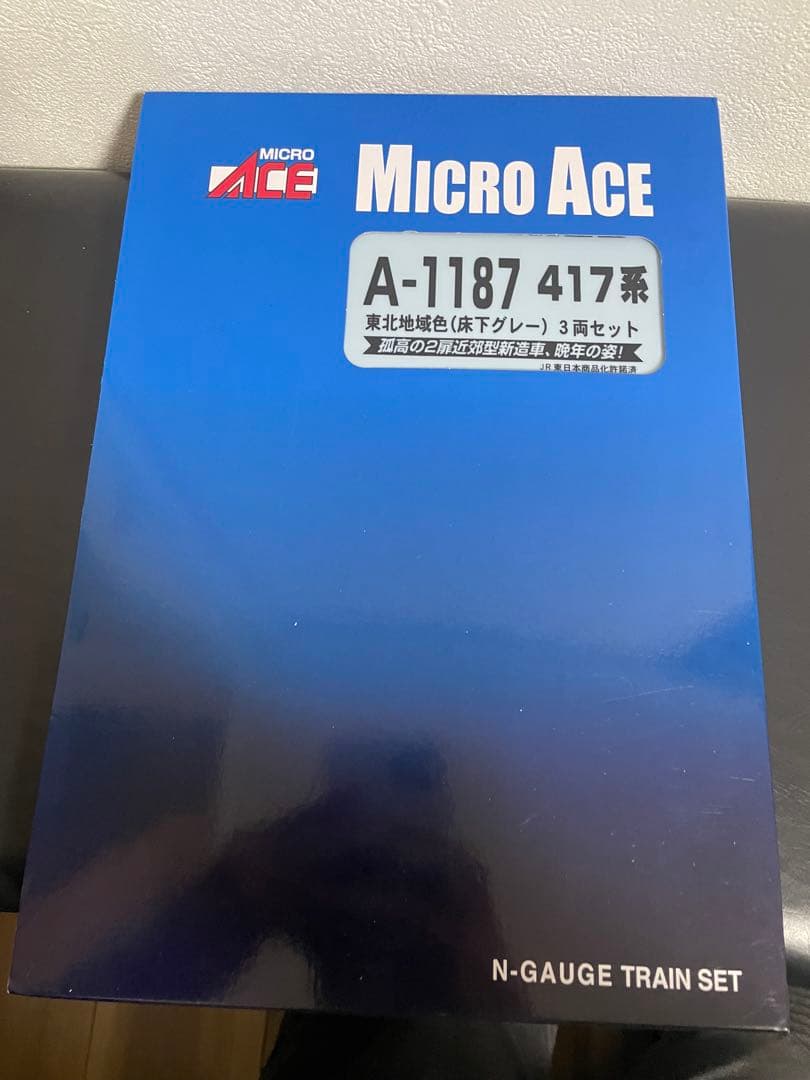 MICRO
ACE
MICRO ACE
A-1187 417系
東北地域色(床下グレー) 3両セット
孤高の2扉近郊型新造車、晩年の姿!
JR東日本商品化許諾済
N-GAUGE TRAIN SET